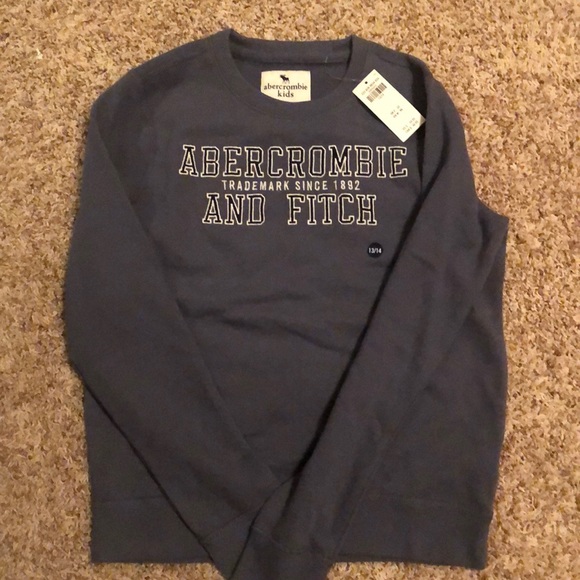 abercrombie
kids
ABERCROMBIE
TRADEMARK SINCE 1892
AND FITCH
13/14